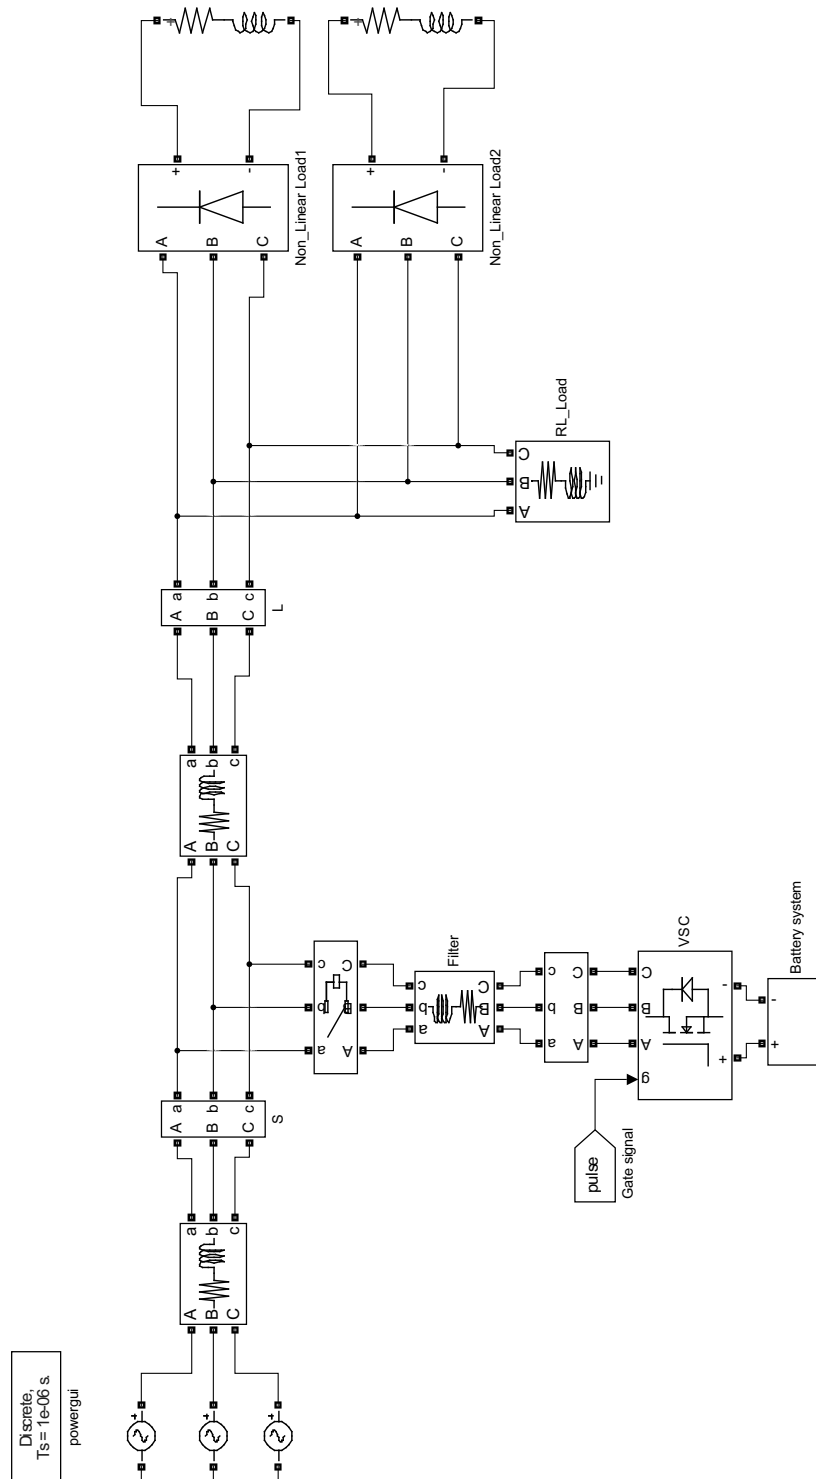 +
+
+ -
A B C
Non_Linear Load1
+ -
A B C
Non_Linear Load2
RL_Load
C
B
A
a b c
A B C
L
a b c
A B C
a b c
A B C
Filter
a b c
A B C
a b c
A B C
VSC
A B C
g
+ -
Battery system
+ -
pulse
Gate signal
a b c
A B C
S
a b c
A B C
Discrete,
Ts = 1e-06 s.
powergui
+
+
+